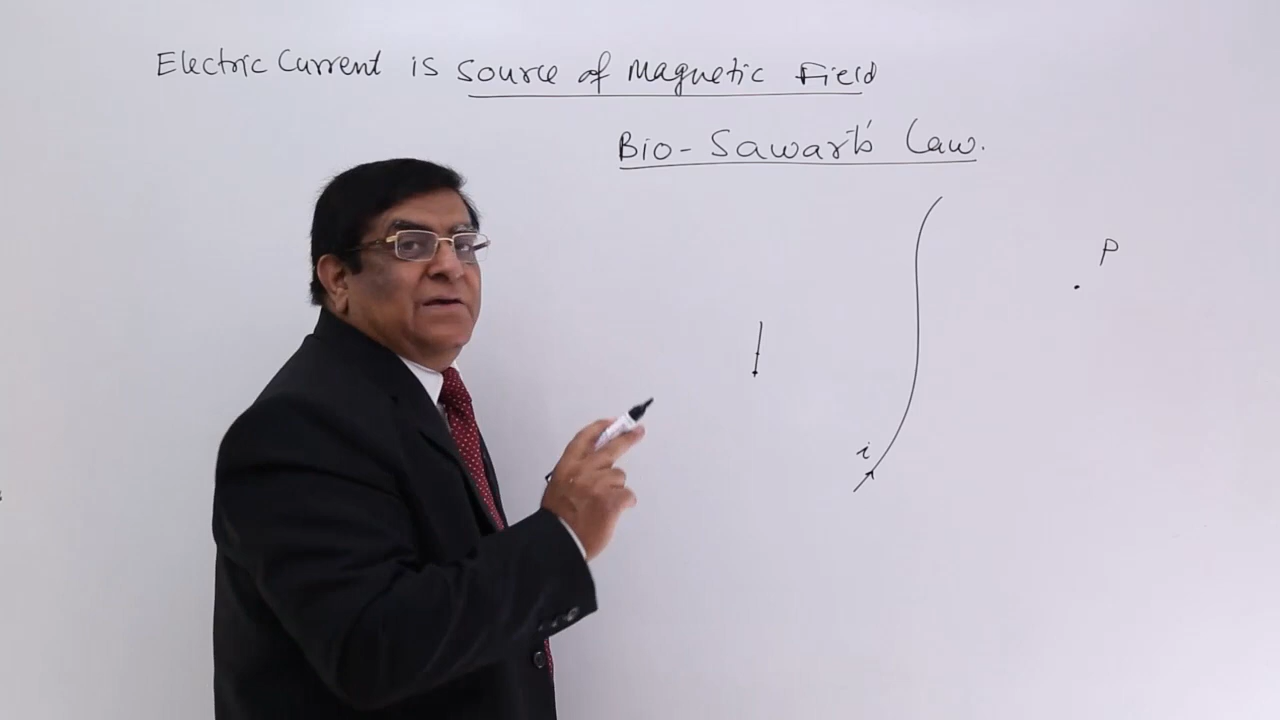 Electric Current is Source of Magnetic Field
Bio-Sawart's Law.
P
i